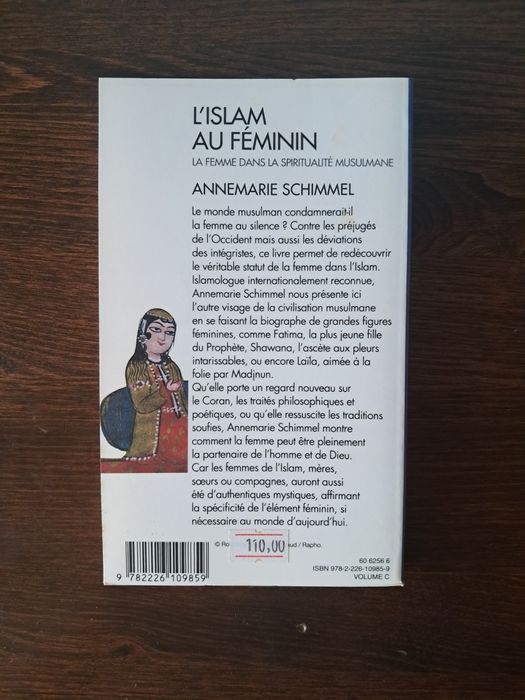 L'ISLAM
AU FÉMININ
LA FEMME DANS LA SPIRITUALITÉ MUSULMANE
ANNEMARIE SCHIMMEL
Le monde musulman condamnerait-il
la femme au silence ? Contre les préjugés
de l'Occident mais aussi les déviations
des intégristes, ce livre permet de redécouvrir
le véritable statut de la femme dans l'Islam.
Islamologue internationalement reconnue,
Annemarie Schimmel nous présente ici
l'autre visage de la civilisation musulmane
en se faisant la biographe de grandes figures
féminines, comme Fatima, la plus jeune fille
du Prophète, Shawana, l'ascète aux pleurs
intarissables, ou encore Laïla, aimée à la
folie par Madjnun.
Qu'elle porte un regard nouveau sur
le Coran, les traités philosophiques et
poétiques, ou qu'elle ressuscite les traditions
soufies, Annemarie Schimmel montre
comment la femme peut être pleinement
la partenaire de l'homme et de Dieu.
Car les femmes de l'Islam, mères,
sœurs ou compagnes, auront aussi
été d'authentiques mystiques, affirmant
la spécificité de l'élément féminin, si
nécessaire au monde d'aujourd'hui.
© Ro 110,00 / Rapho.
60 6256 6
ISBN 978-2-226-10985-9
VOLUME C
9 782226 109859